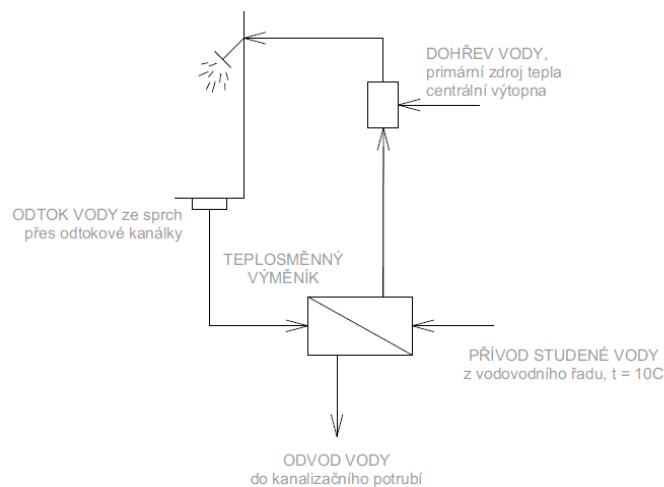 DOHŘEV VODY,
primární zdroj tepla
centrální výtopna
ODTOK VODY ze sprch
přes odtokové kanálky
TEPLOSMĚNNÝ
VÝMĚNÍK
PŘÍVOD STUDENÉ VODY
z vodovodního řadu, t = 10C
ODVOD VODY
do kanalizačního potrubí